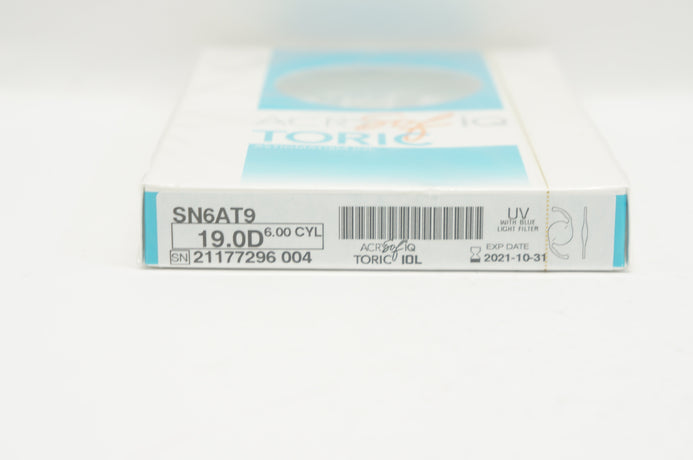 ACRYSof IQ
TORIC
SN6AT9
19.0D 6.00 CYL
SN 21177296 004
ACRYSof IQ
TORIC IOL
UV
WITH BLUE
LIGHT FILTER
EXP DATE
2021-10-31